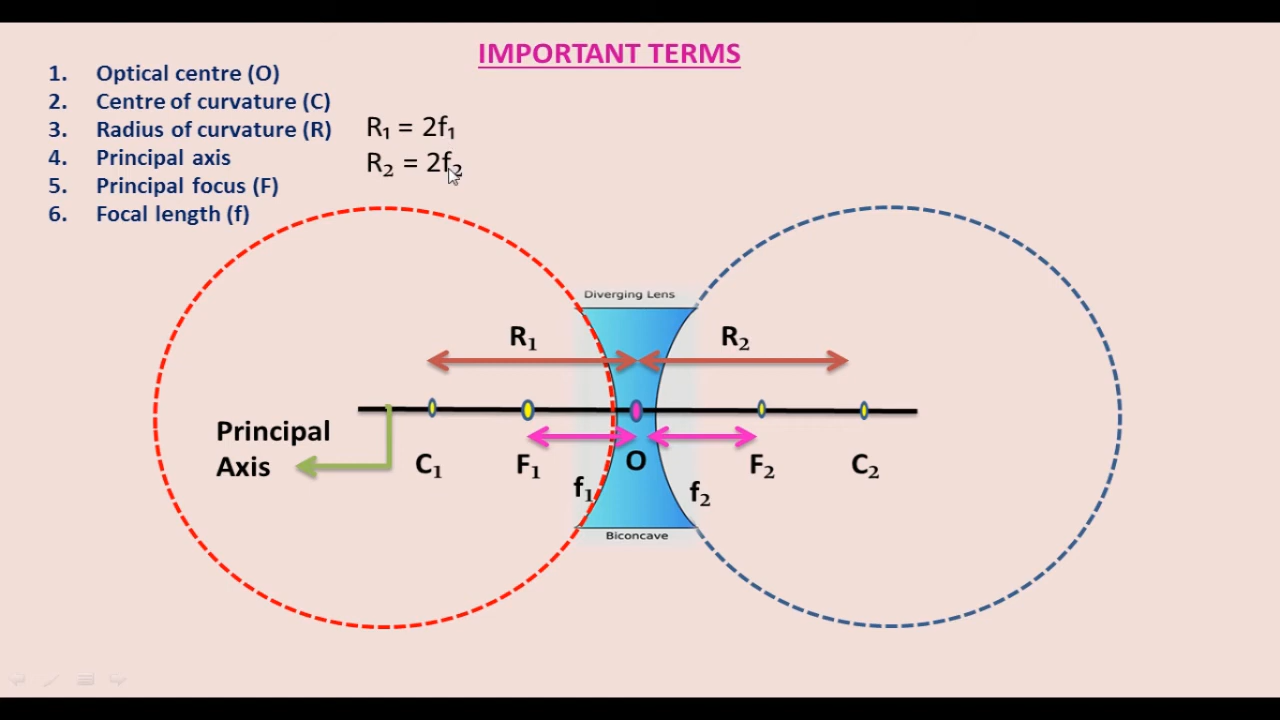 IMPORTANT TERMS
1. Optical centre (O)
2. Centre of curvature (C)
3. Radius of curvature (R)
4. Principal axis
5. Principal focus (F)
6. Focal length (f)
R₁ = 2f₁
R₂ = 2f₂
Diverging Lens
R₁
R₂
Principal
Axis
C₁
F₁
O
F₂
C₂
f₁
f₂
Biconcave